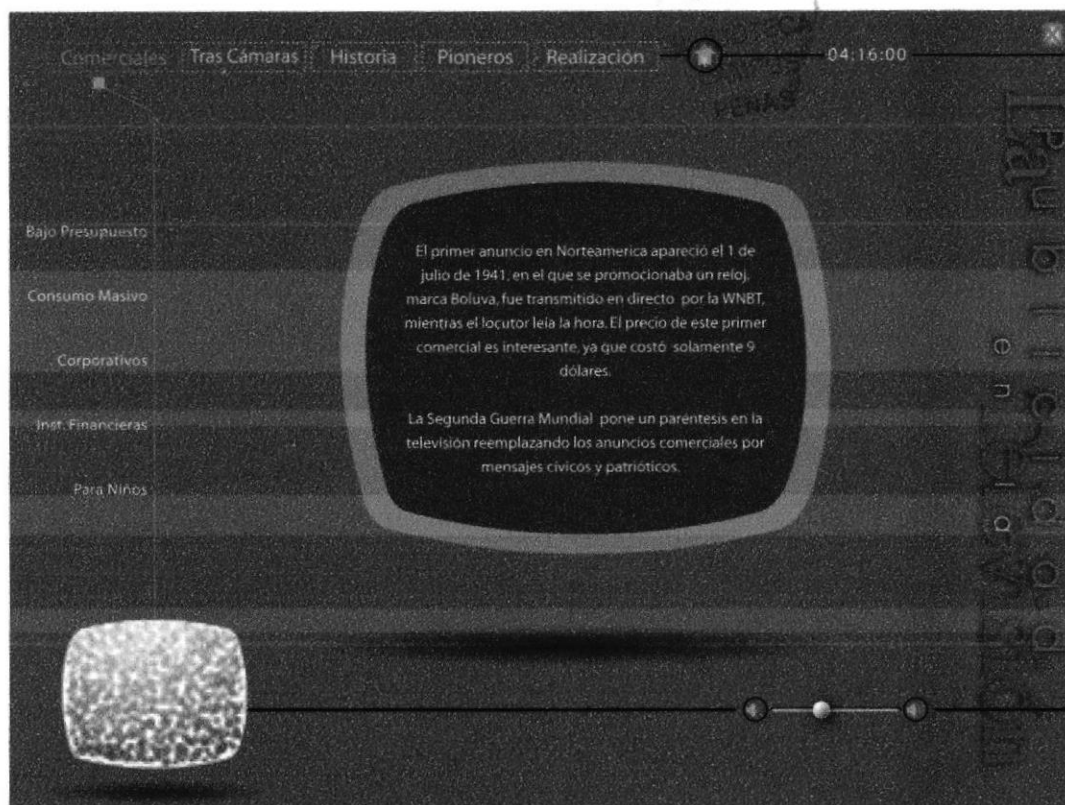 Comerciales Tras Cámaras Historia Pioneros Realización 04:16:00
PENAS
Bajo Presupuesto
Consumo Masivo
Corporativos
Inst. Financieras
Para Niños
El primer anuncio en Norteamerica apareció el 1 de
julio de 1941, en el que se promocionaba un reloj,
marca Boluva, fue transmitido en directo por la WNBT,
mientras el locutor leía la hora. El precio de este primer
comercial es interesante, ya que costó solamente 9
dólares.
La Segunda Guerra Mundial pone un paréntesis en la
televisión reemplazando los anuncios comerciales por
mensajes cívicos y patrióticos.
Publicidad
en la